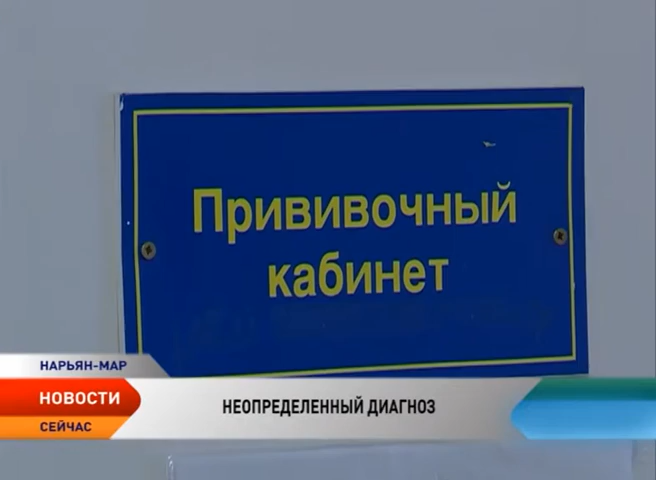 Прививочный
кабинет
НАРЬЯН-МАР
НОВОСТИ
НЕОПРЕДЕЛЕННЫЙ ДИАГНОЗ
СЕЙЧАС